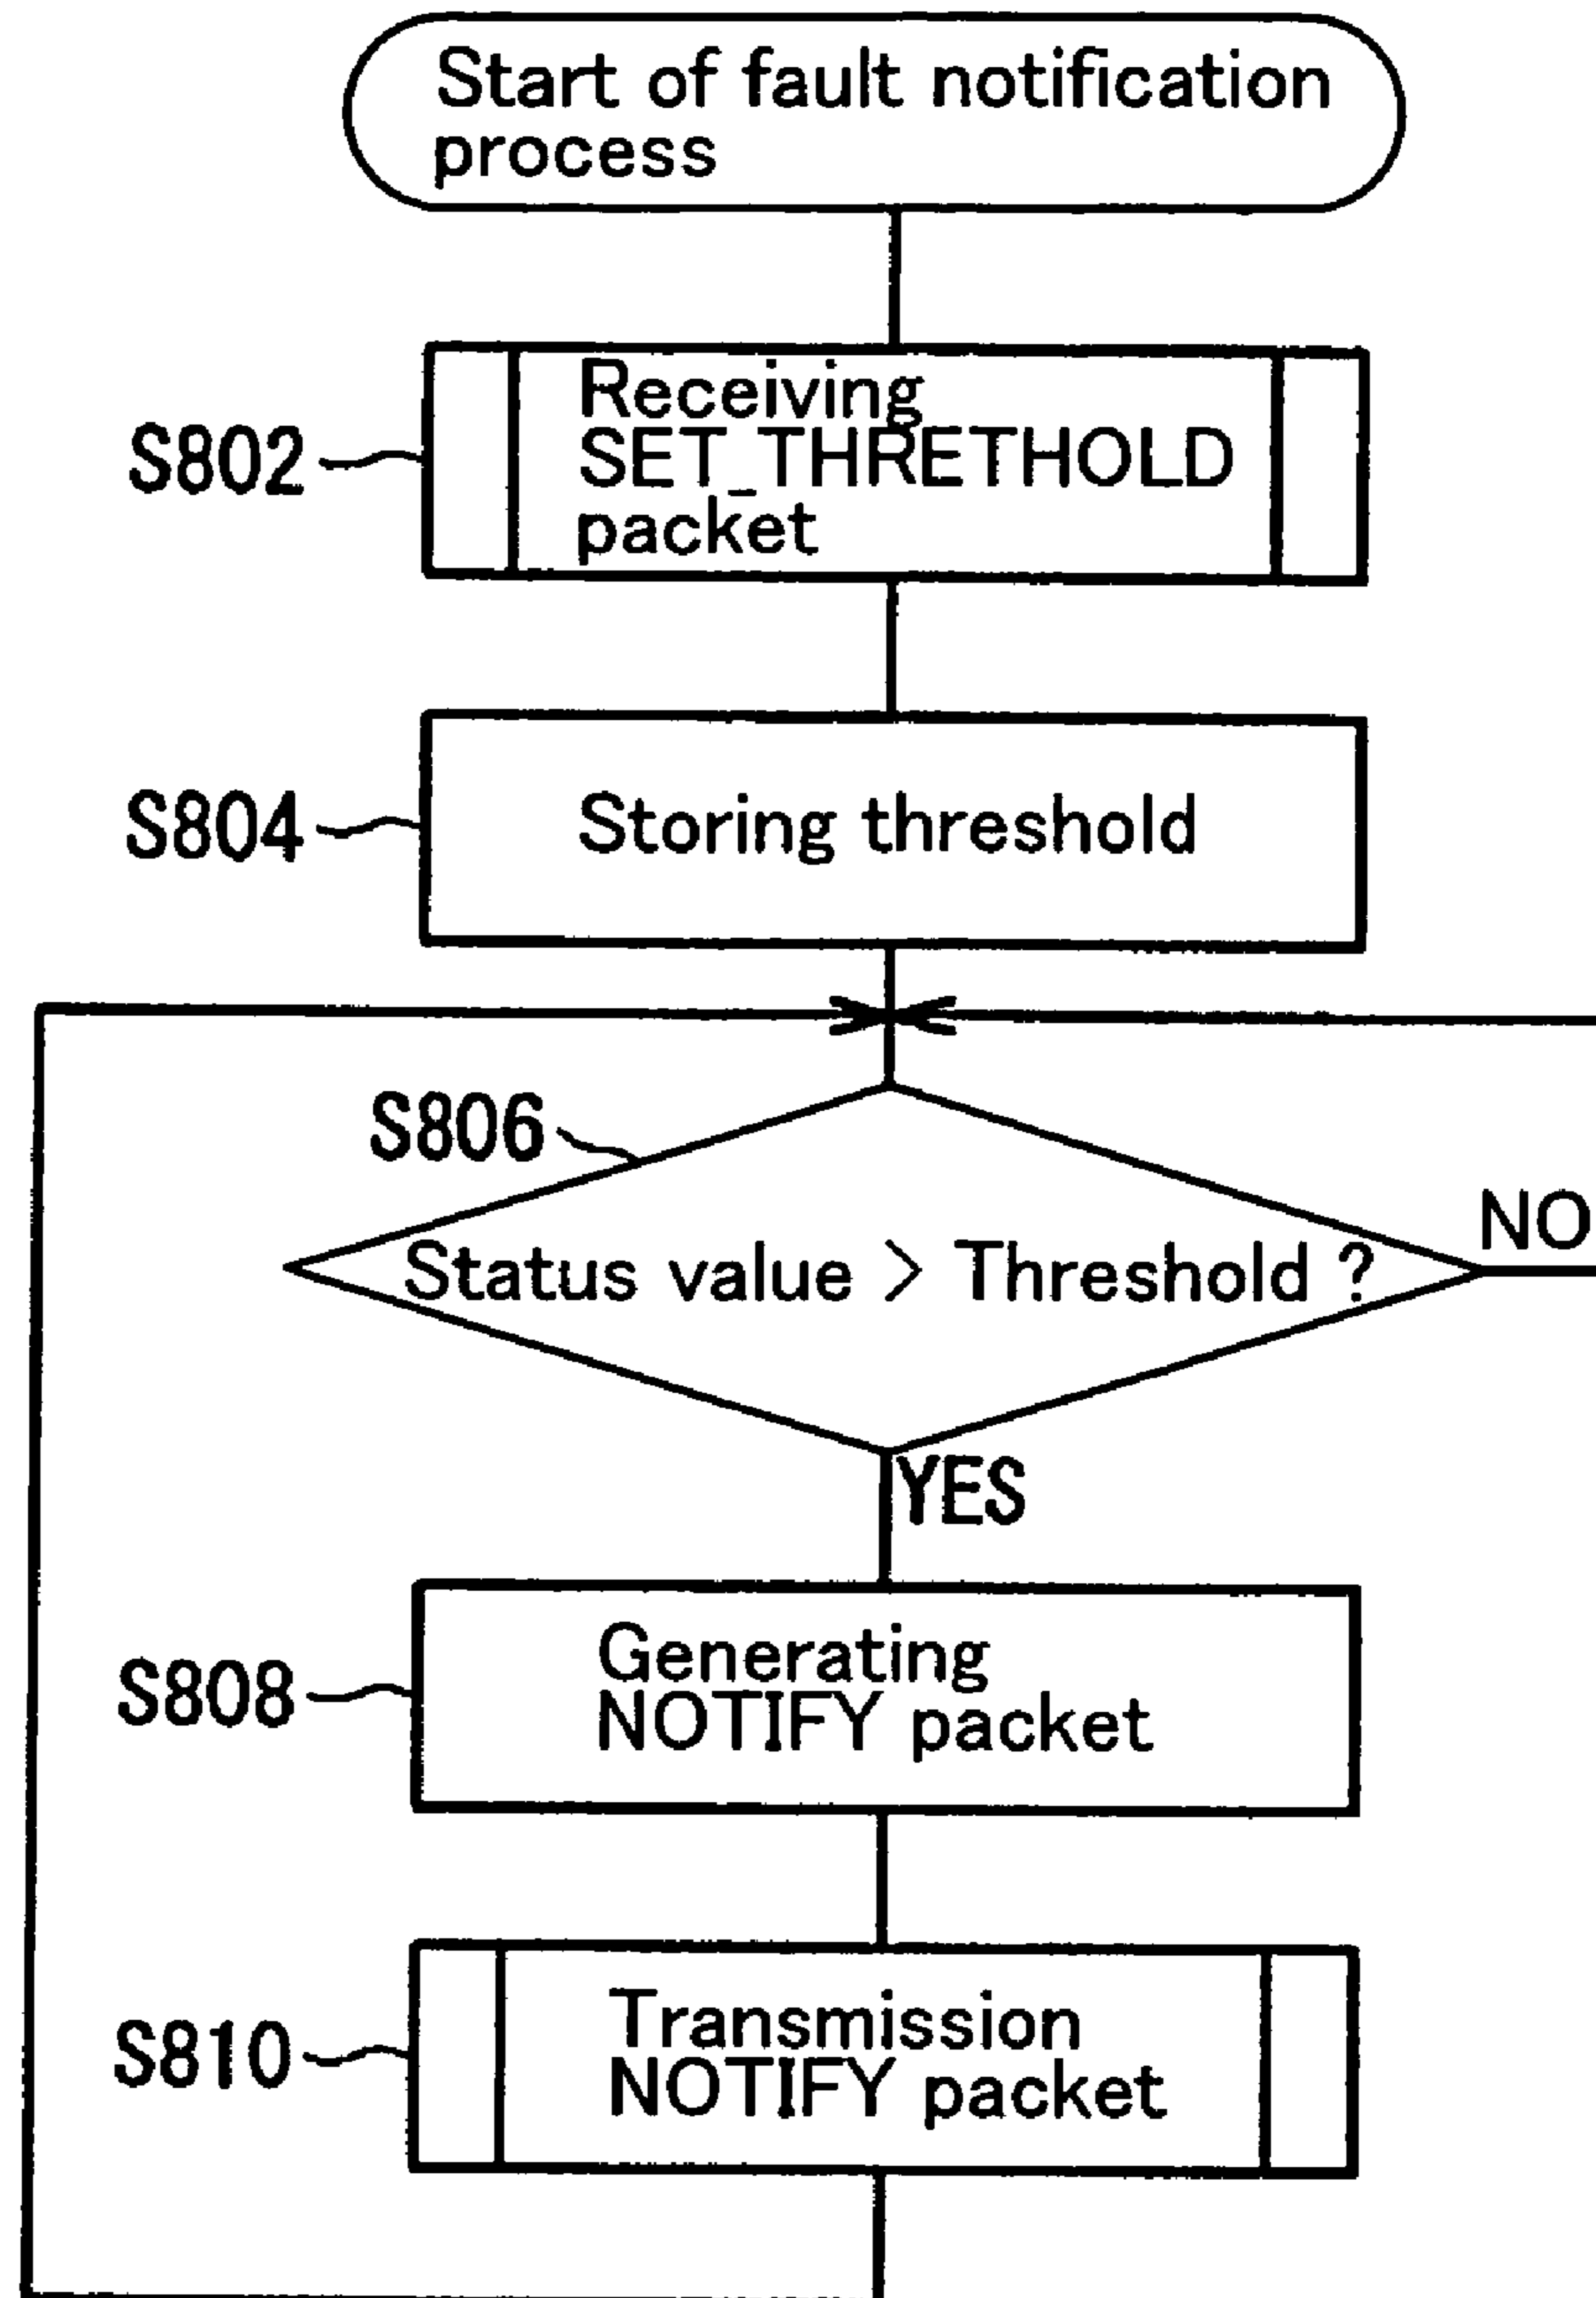 Start of fault notification
process
S802
Receiving
SET_THRETHOLD
packet
S804
Storing threshold
S806
Status value > Threshold ?
NO
YES
S808
Generating
NOTIFY packet
S810
Transmission
NOTIFY packet